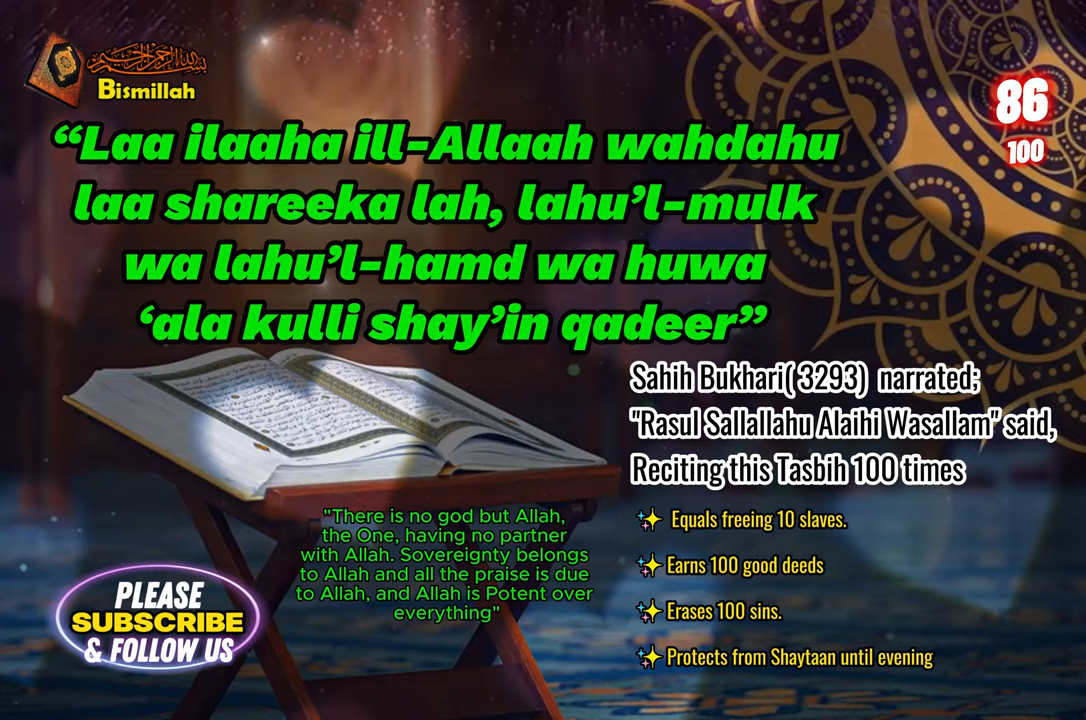 بسم الله الرحمن الرحيم
Bismillah
86
100
“Laa ilaaha ill-Allaah wahdahu
laa shareeka lah, lahu’l-mulk
wa lahu’l-hamd wa huwa
‘ala kulli shay’in qadeer”
Sahih Bukhari(3293) narrated;
"Rasul Sallallahu Alaihi Wasallam" said,
Reciting this Tasbih 100 times
Equals freeing 10 slaves.
Earns 100 good deeds
Erases 100 sins.
Protects from Shaytaan until evening
"There is no god but Allah,
the One, having no partner
with Allah. Sovereignty belongs
to Allah and all the praise is due
to Allah, and Allah is Potent over
everything"
PLEASE
SUBSCRIBE
& FOLLOW US